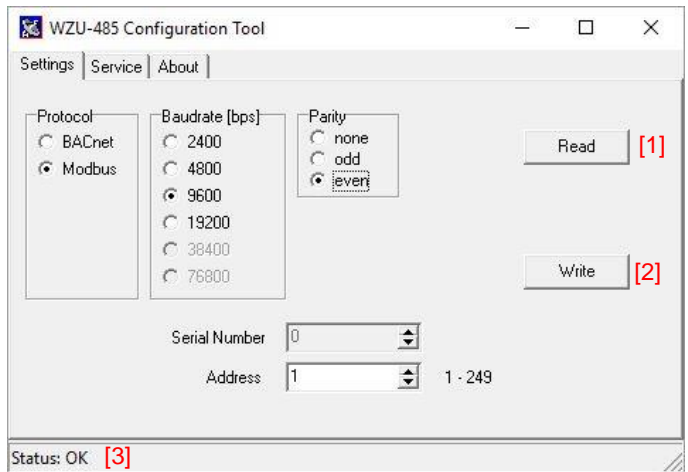 WZU-485 Configuration Tool
Settings Service About
Protocol
BACnet
Modbus
Baudrate [bps]
2400
4800
9600
19200
38400
76800
Parity
none
odd
even
Read [1]
Write [2]
Serial Number 0
Address 1 1 - 249
Status: OK [3]